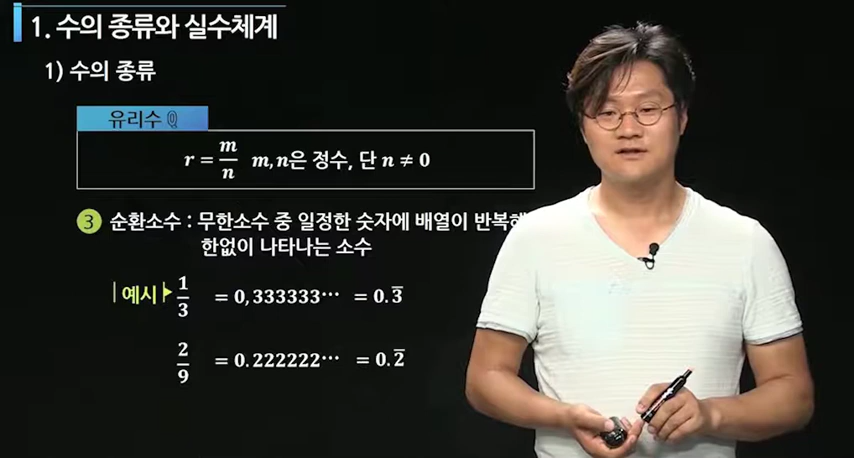 1. 수의 종류와 실수체계
1) 수의 종류
유리수 ℚ
r = m/n m, n은 정수, 단 n ≠ 0
3 순환소수 : 무한소수 중 일정한 숫자에 배열이 반복해
한없이 나타나는 소수
예시 1/3 = 0,333333⋯ = 0.3̅
2/9 = 0.222222⋯ = 0.2̅